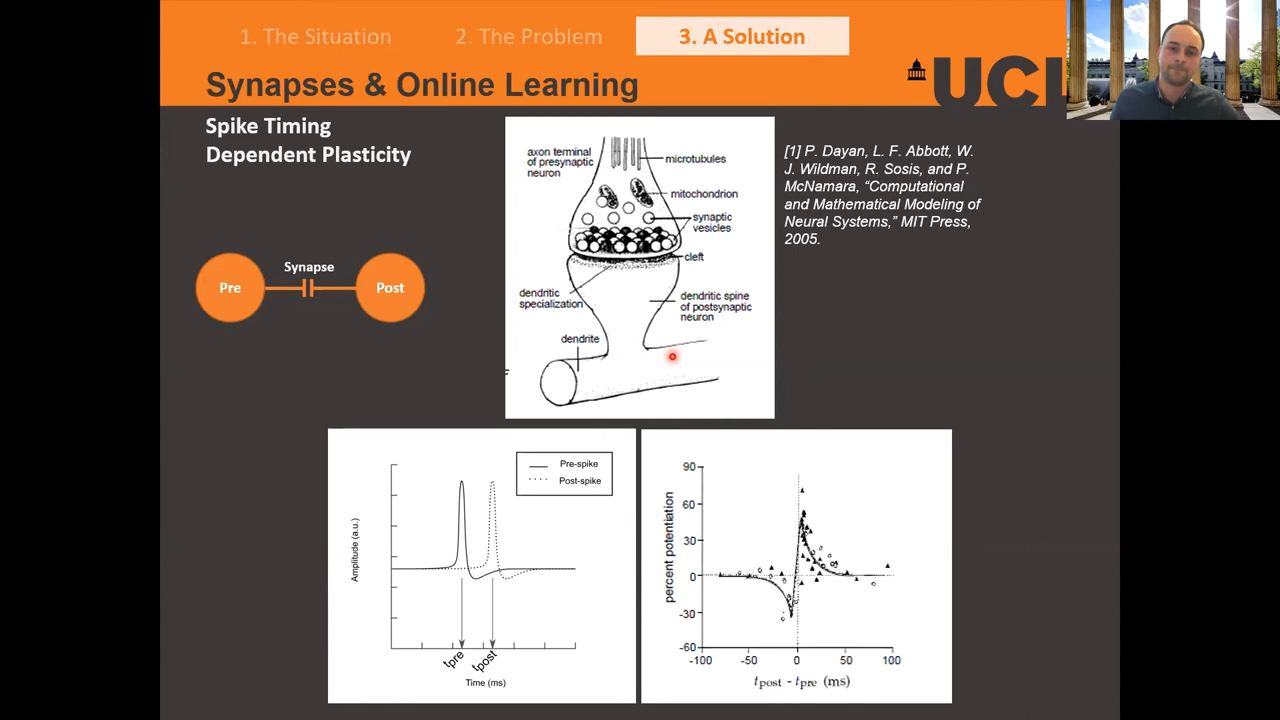 1. The Situation
2. The Problem
3. A Solution
Synapses & Online Learning
UCL
Spike Timing
Dependent Plasticity
Pre
Synapse
Post
axon terminal
of presynaptic
neuron
microtubules
mitochondrion
synaptic
vesicles
cleft
dendritic
specialization
dendritic spine
of postsynaptic
neuron
dendrite
[1] P. Dayan, L. F. Abbott, W.
J. Wildman, R. Sosis, and P.
McNamara, “Computational
and Mathematical Modeling of
Neural Systems,” MIT Press,
2005.
Pre-spike
Post-spike
Amplitude (a.u.)
tpre
tpost
Time (ms)
percent potentiation
90
60
30
0
-30
-60
-100
-50
0
50
100
tpost - tpre (ms)